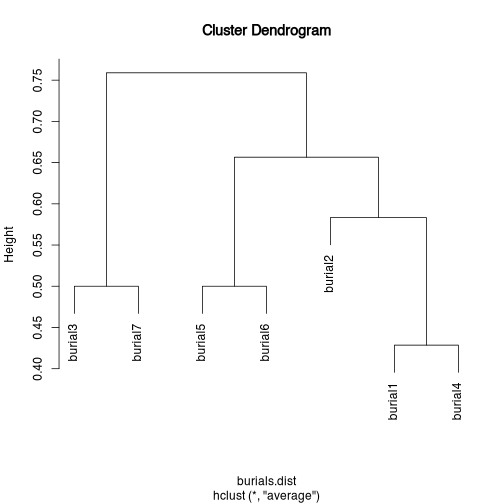 Cluster Dendrogram
Height
0.75
0.70
0.65
0.60
0.55
0.50
0.45
0.40
burial3
burial7
burial5
burial6
burial2
burial1
burial4
burials.dist
hclust (*, "average")